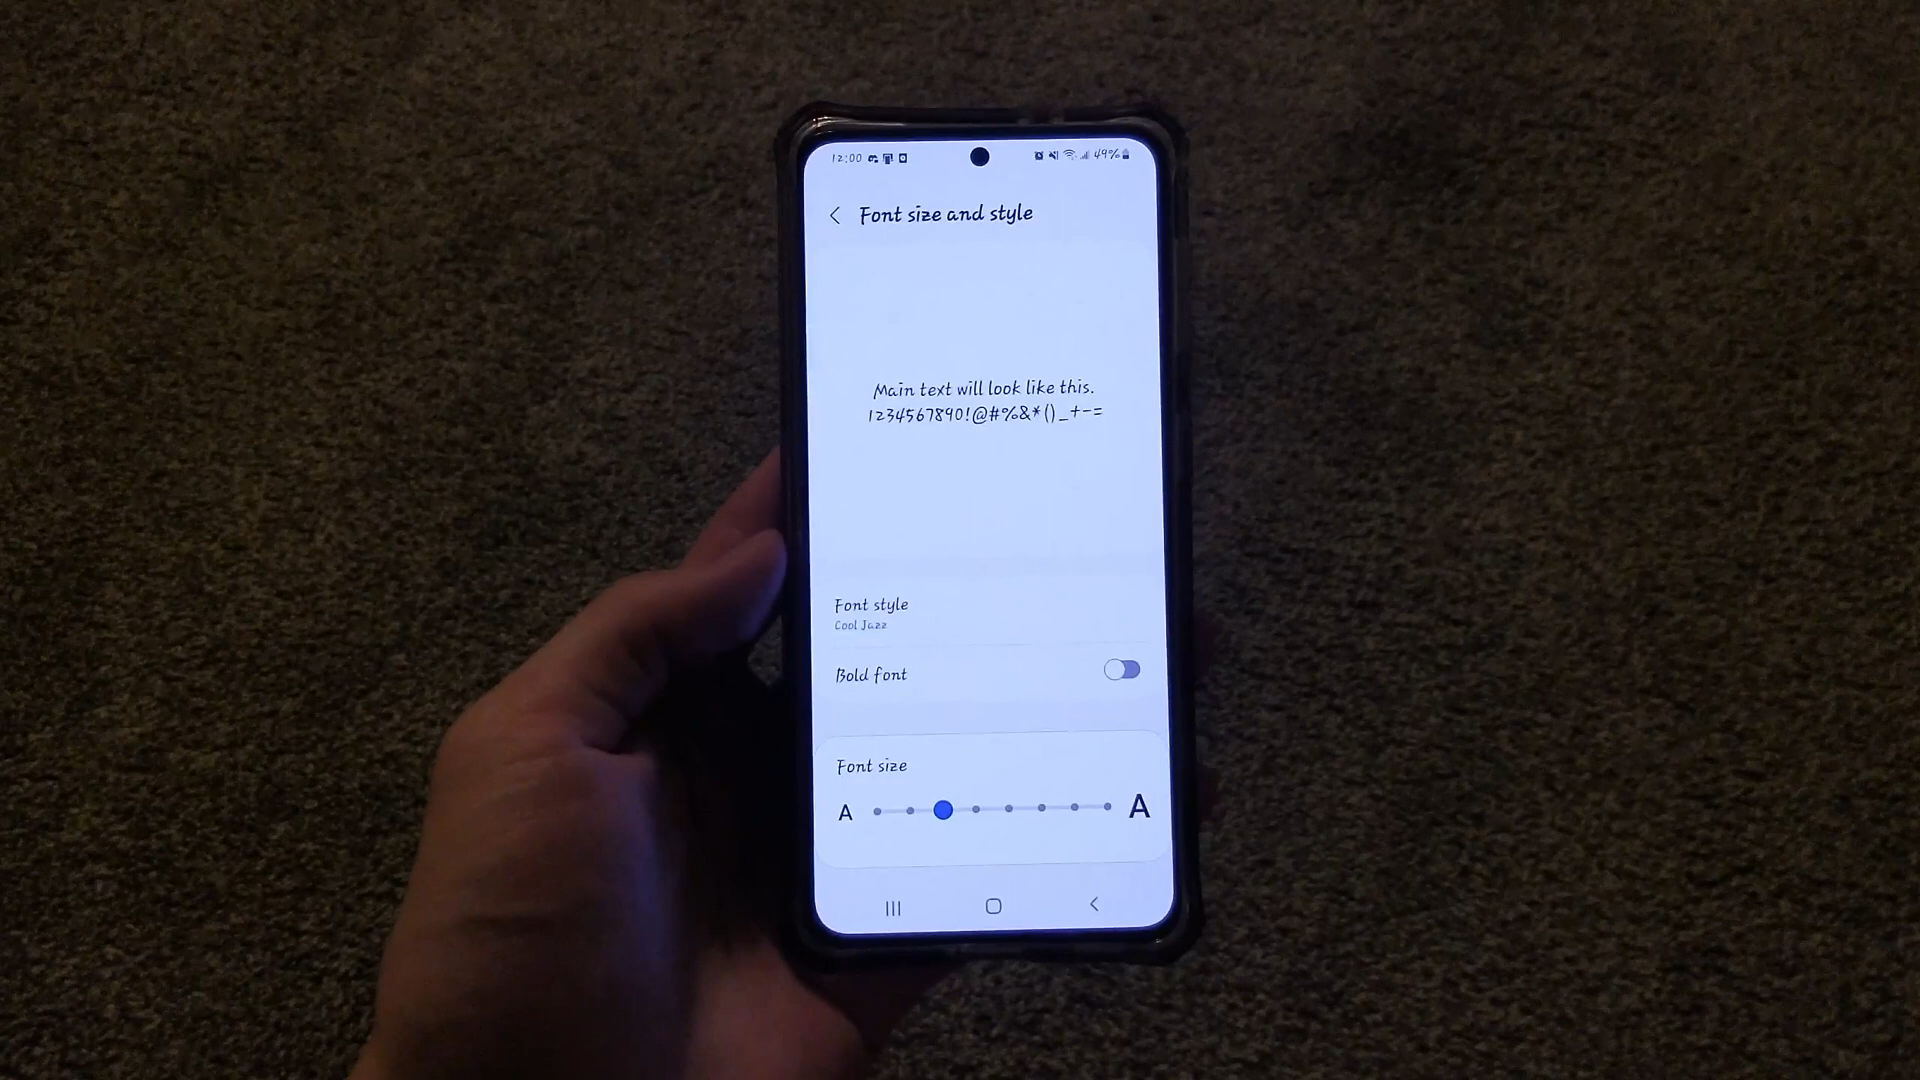 12:00 49%
Font size and style
Main text will look like this.
1234567890!@#%&*()_+-=
Font style
Cool Jazz
Bold font
Font size
A A